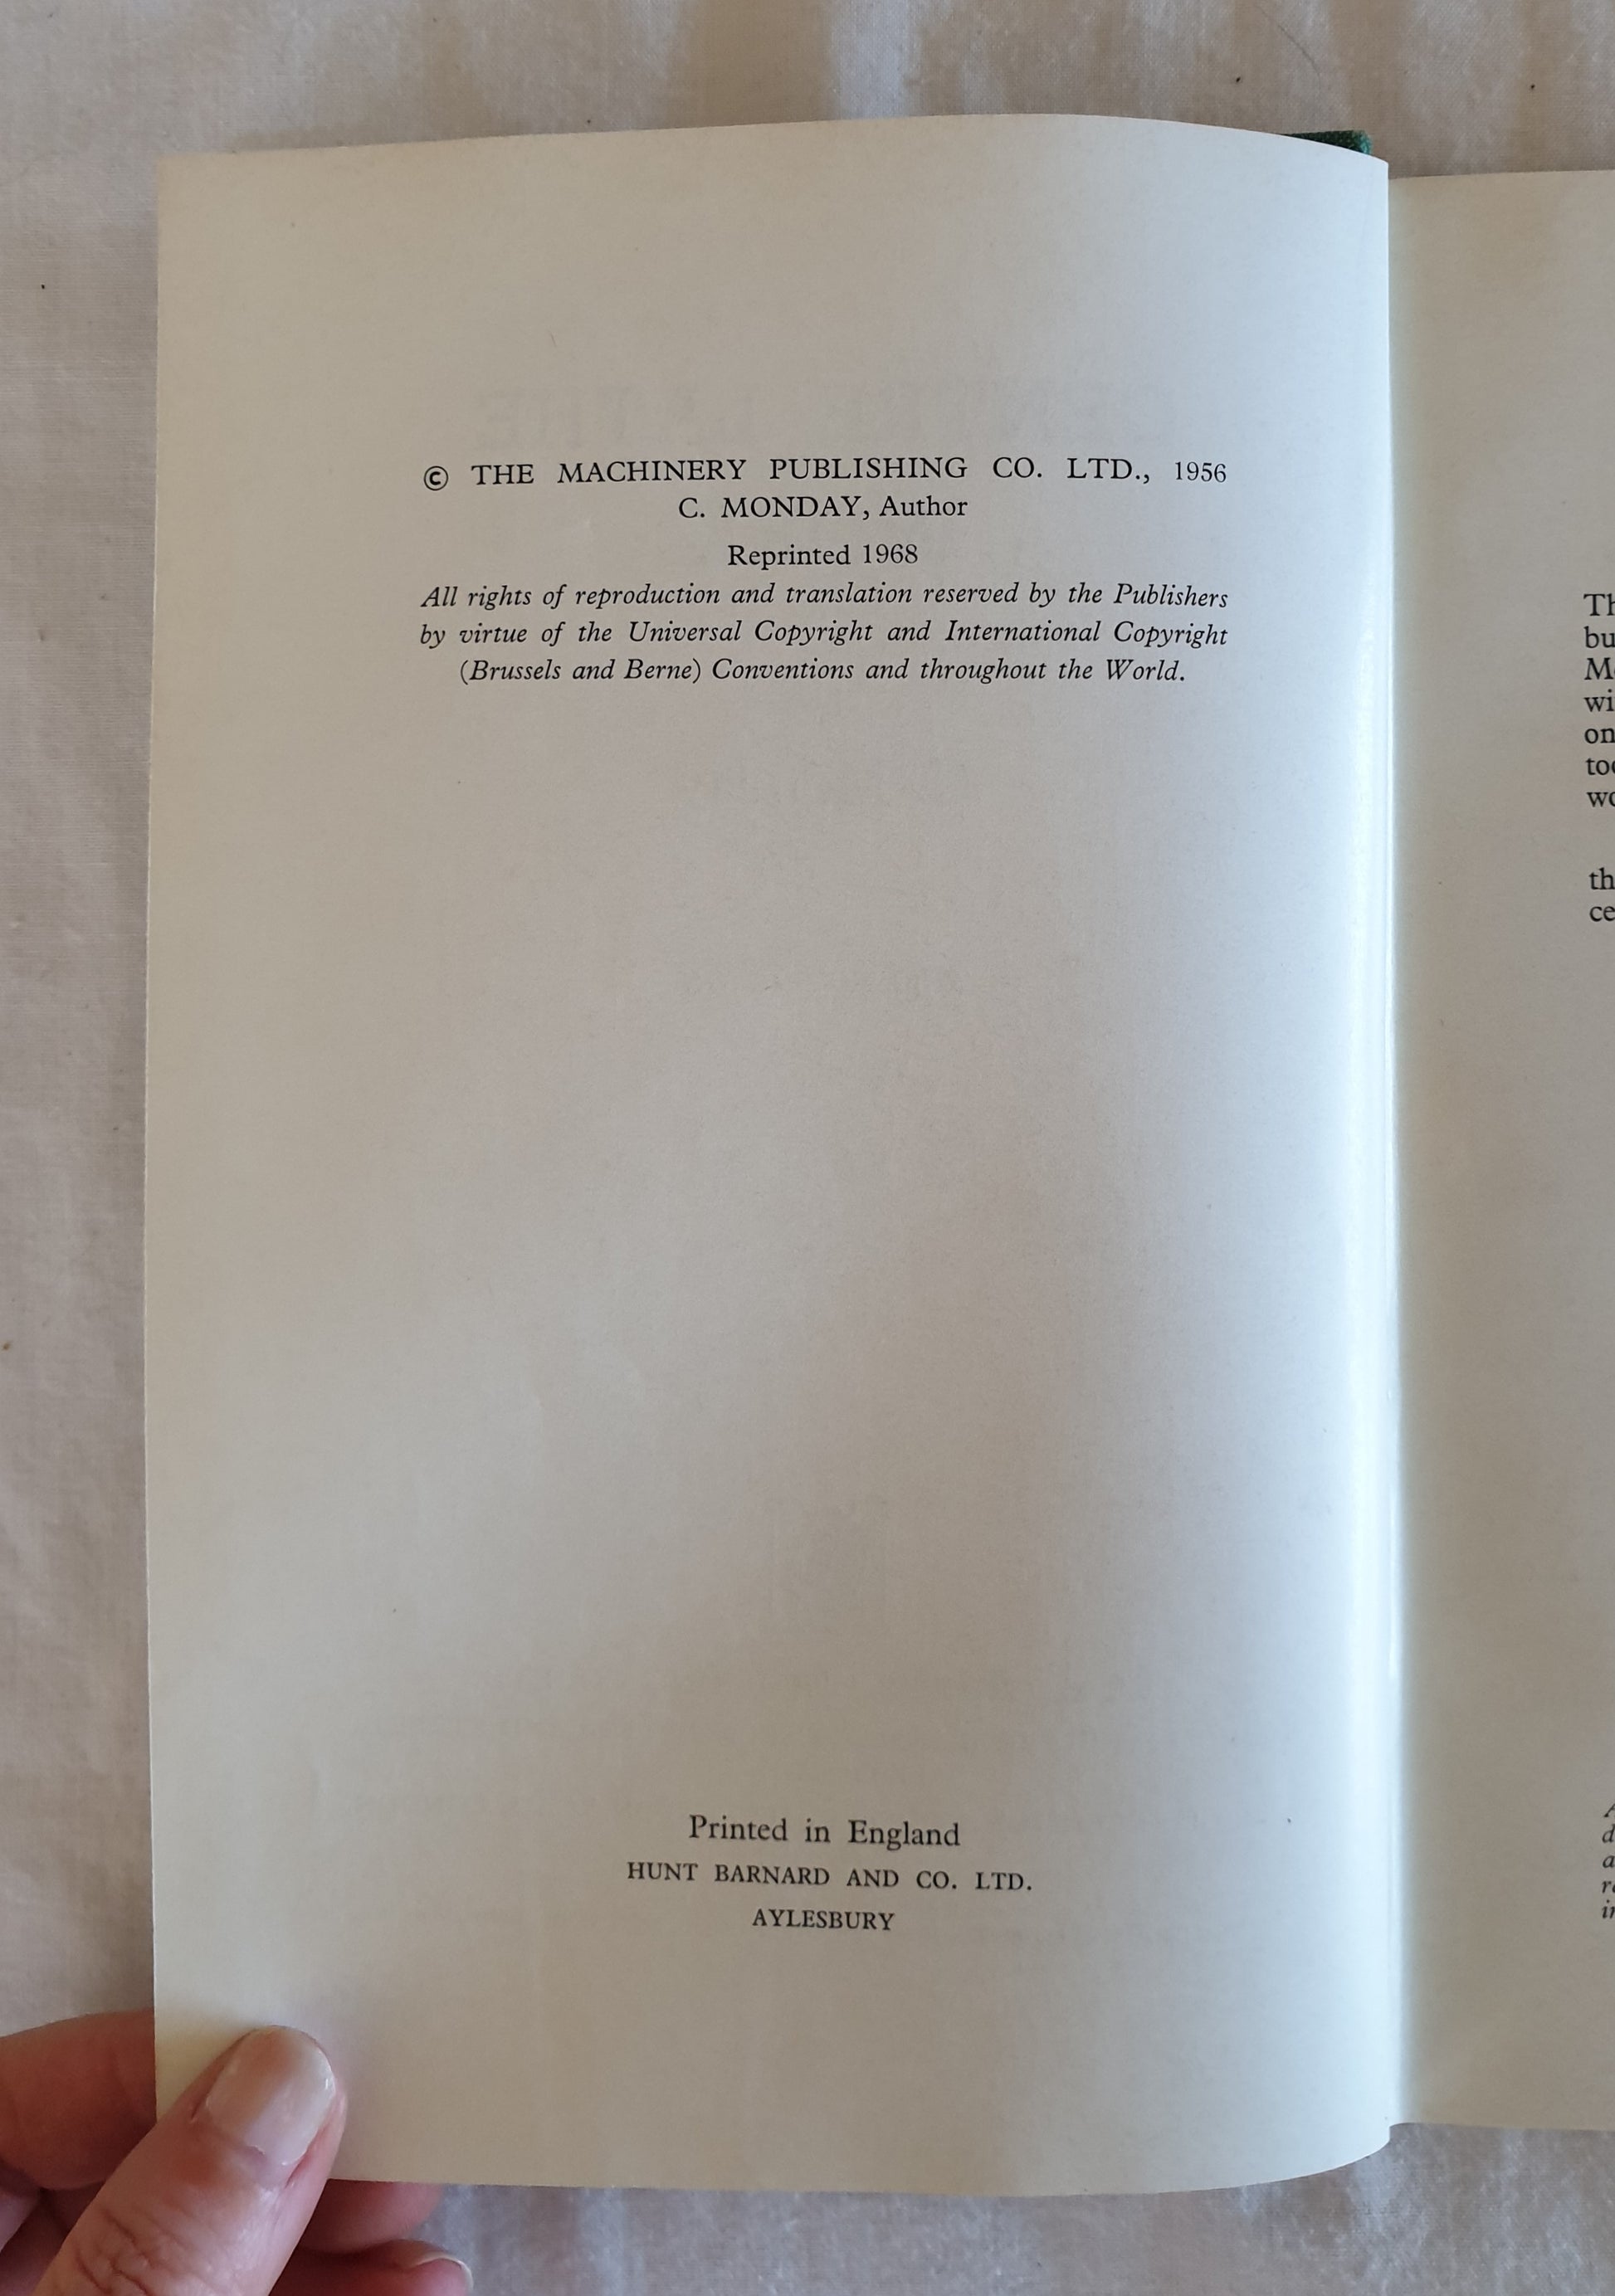 © THE MACHINERY PUBLISHING CO. LTD., 1956
C. MONDAY, Author
Reprinted 1968
All rights of reproduction and translation reserved by the Publishers
by virtue of the Universal Copyright and International Copyright
(Brussels and Berne) Conventions and throughout the World.
Printed in England
HUNT BARNARD AND CO. LTD.
AYLESBURY